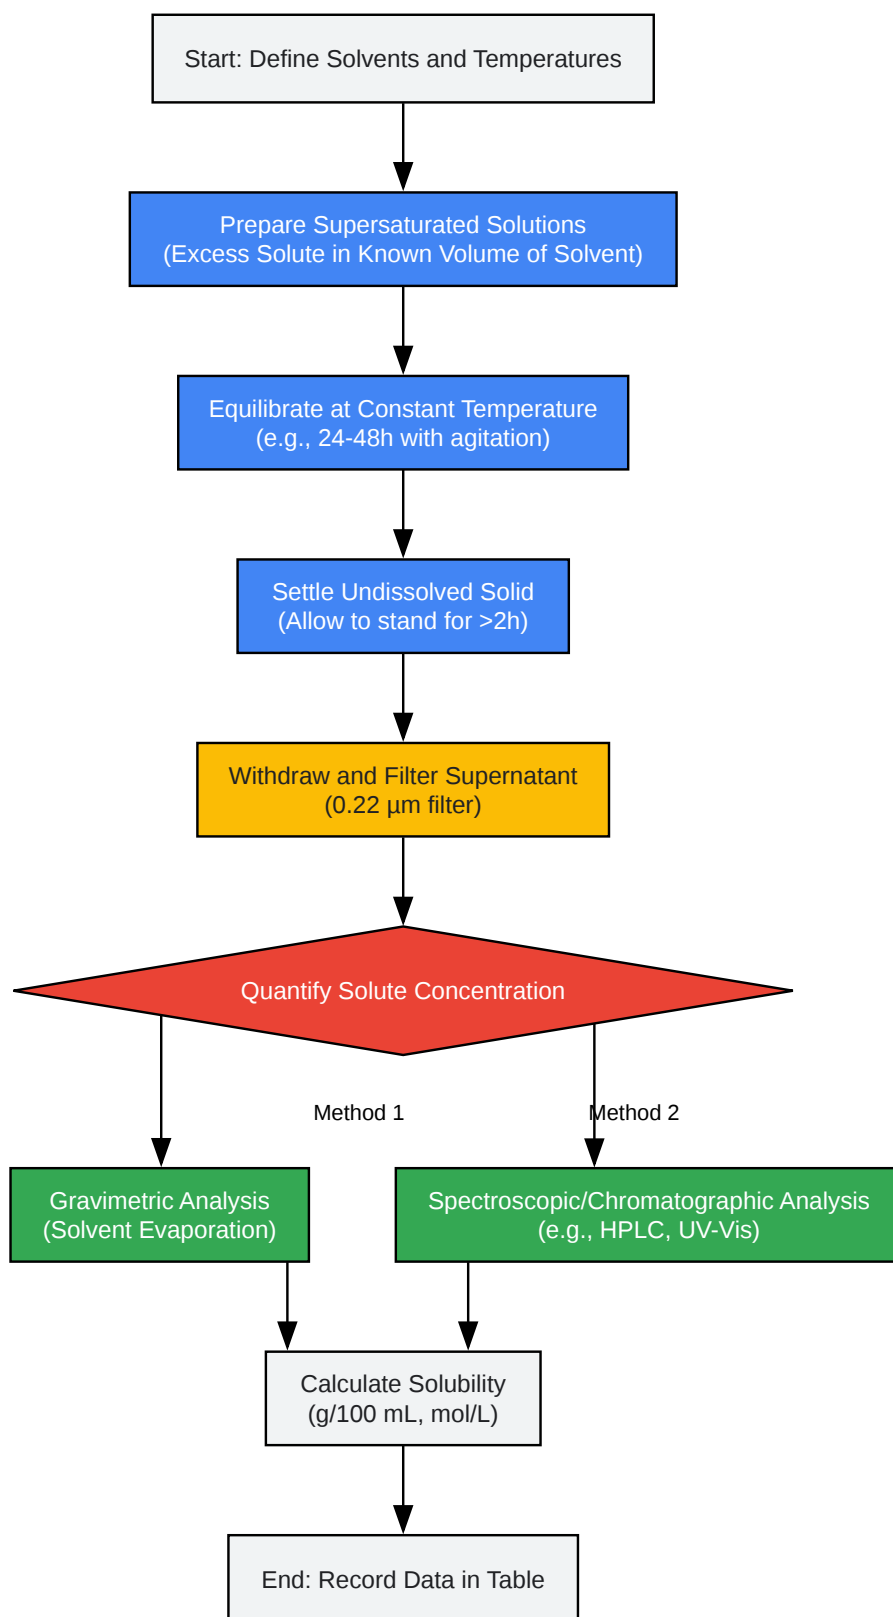 Start: Define Solvents and Temperatures
Prepare Supersaturated Solutions
(Excess Solute in Known Volume of Solvent)
Equilibrate at Constant Temperature
(e.g., 24-48h with agitation)
Settle Undissolved Solid
(Allow to stand for >2h)
Withdraw and Filter Supernatant
(0.22 µm filter)
Quantify Solute Concentration
Method 1
Method 2
Gravimetric Analysis
(Solvent Evaporation)
Spectroscopic/Chromatographic Analysis
(e.g., HPLC, UV-Vis)
Calculate Solubility
(g/100 mL, mol/L)
End: Record Data in Table